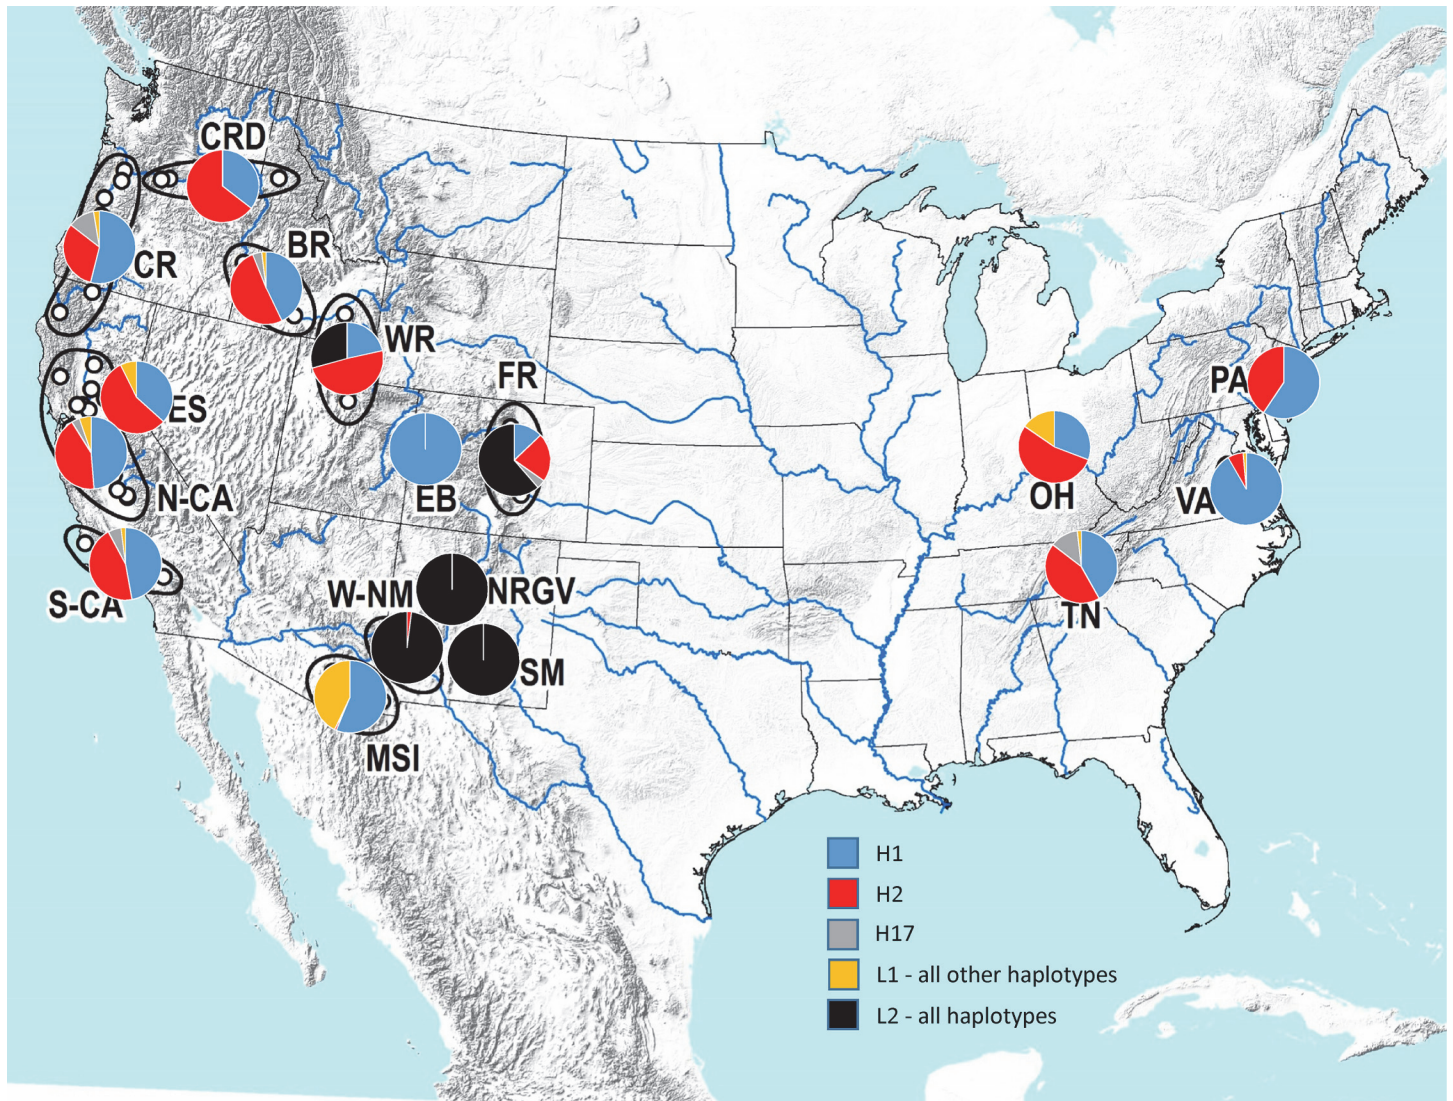 CRD
CR
BR
WR
FR
ES
PA
EB
OH
VA
N-CA
TN
S-CA
W-NM
NRGV
SM
MSI
H1
H2
H17
L1 - all other haplotypes
L2 - all haplotypes